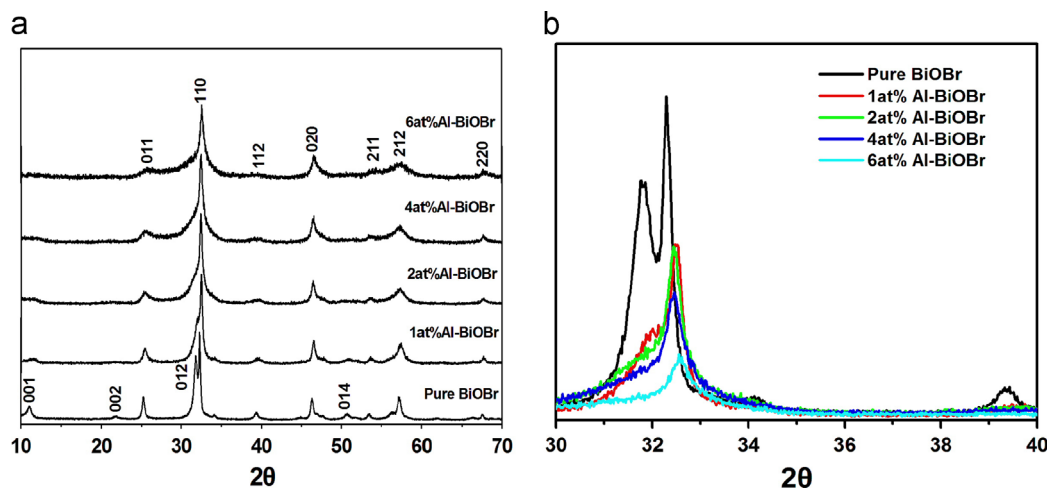 a
6at%Al-BiOBr
4at%Al-BiOBr
2at%Al-BiOBr
1at%Al-BiOBr
Pure BiOBr
001
002
011
012
110
112
020
014
211
212
220
10 20 30 40 50 60 70
2θ
b
Pure BiOBr
1at% Al-BiOBr
2at% Al-BiOBr
4at% Al-BiOBr
6at% Al-BiOBr
30 32 34 36 38 40
2θ